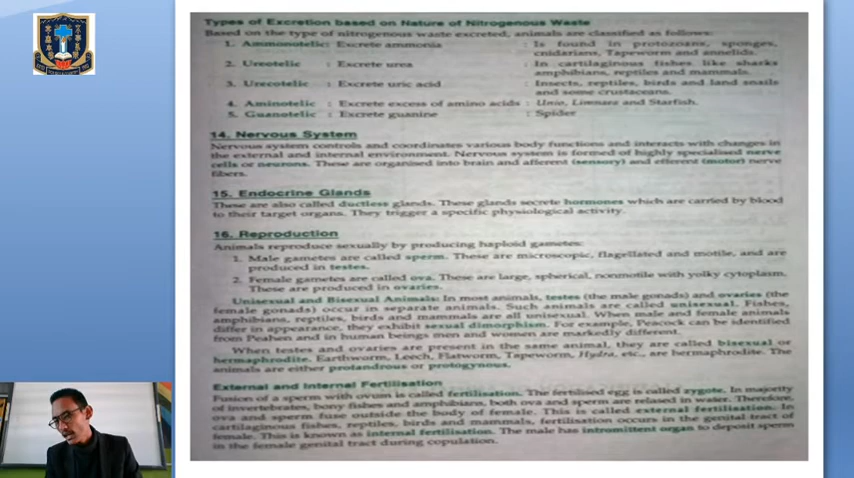 Types of Excretion based on Nature of Nitrogenous Waste
Based on the type of nitrogenous waste excreted, animals are classified as follows:
1. Ammonotelic: Excrete ammonia : Is found in protozoans, sponges, cnidarians, Tapeworm and annelids.
2. Ureotelic : Excrete urea : In cartilaginous fishes like sharks amphibians, reptiles and mammals.
3. Urecotelic : Excrete uric acid : Insects, reptiles, birds and land snails and some crustaceans.
4. Aminotelic : Excrete excess of amino acids : Unio, Limnaea and Starfish.
5. Guanotelic : Excrete guanine : Spider
14. Nervous System
Nervous system controls and coordinates various body functions and interacts with changes in
the external and internal environment. Nervous system is formed of highly specialised nerve
cells or neurons. These are organised into brain and afferent (sensory) and efferent (motor) nerve
fibers.
15. Endocrine Glands
These are also called ductless glands. These glands secrete hormones which are carried by blood
to their target organs. They trigger a specific physiological activity.
16. Reproduction
Animals reproduce sexually by producing haploid gametes:
1. Male gametes are called sperm. These are microscopic, flagellated and motile, and are
produced in testes.
2. Female gametes are called ova. These are large, spherical, nonmotile with yolky cytoplasm.
These are produced in ovaries.
Unisexual and Bisexual Animals: In most animals, testes (the male gonads) and ovaries (the
female gonads) occur in separate animals. Such animals are called unisexual. Fishes,
amphibians, reptiles, birds and mammals are all unisexual. When male and female animals
differ in appearance, they exhibit sexual dimorphism. For example, Peacock can be identified
from Peahen and in human beings men and women are markedly different.
When testes and ovaries are present in the same animal, they are called bisexual or
hermaphrodite. Earthworm, Leech, Flatworm, Tapeworm, Hydra, etc., are hermaphrodite. The
animals are either protandrous or protogynous.
External and Internal Fertilisation
Fusion of a sperm with ovum is called fertilisation. The fertilised egg is called zygote. In majority
of invertebrates, bony fishes and amphibians, both ova and sperm are relased in water. Therefore,
ova and sperm fuse outside the body of female. This is called external fertilisation. In
cartilaginous fishes, reptiles, birds and mammals, fertilisation occurs in the genital tract of
female. This is known as internal fertilisation. The male has intromittent organ to deposit sperm
in the female genital tract during copulation.